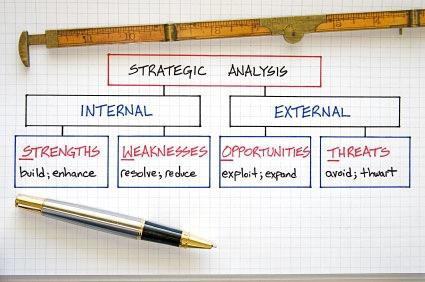 STRATEGIC ANALYSIS
INTERNAL
EXTERNAL
STRENGTHS
build; enhance
WEAKNESSES
resolve; reduce
OPPORTUNITIES
exploit; expand
THREATS
avoid; thwart